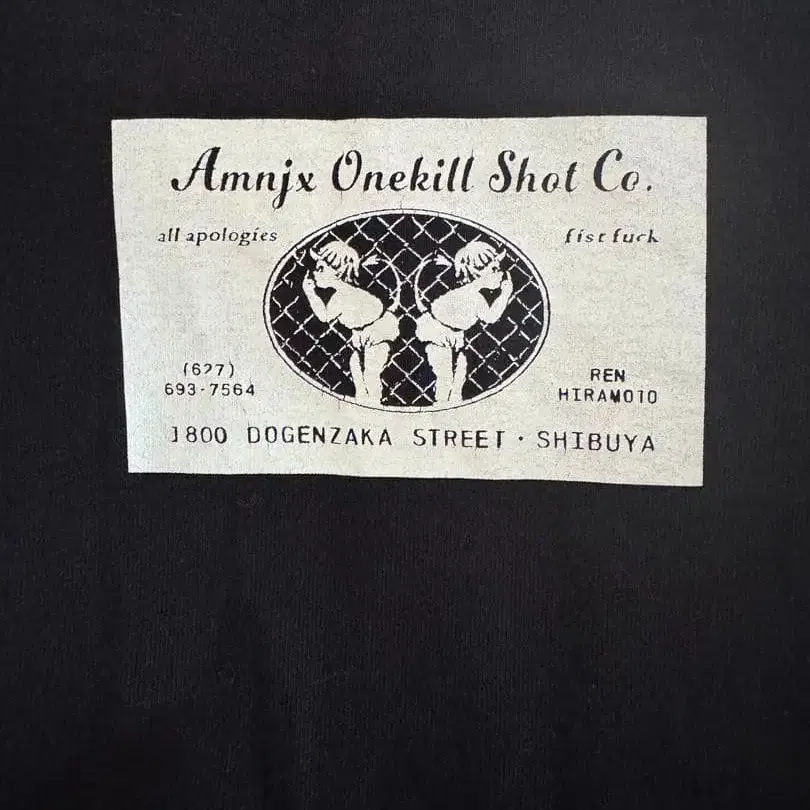 Amnjx Onekill Shot Co.
all apologies
fist fuck
(627)
693-7564
REN
HIRAMOTO
1800 DOGENZAKA STREET · SHIBUYA